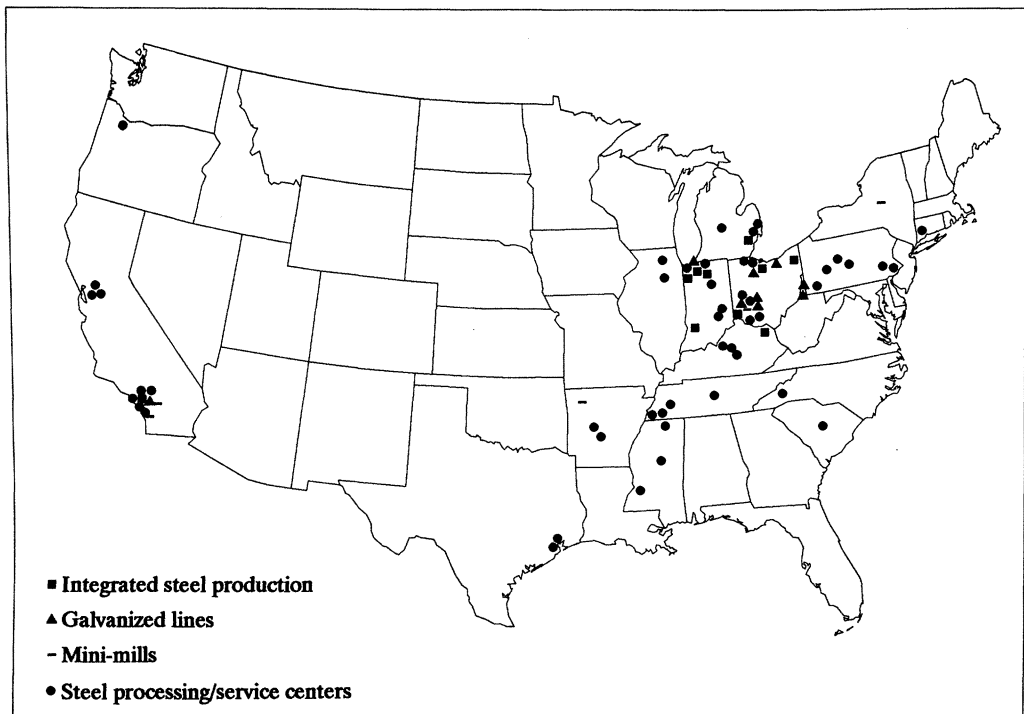 Integrated steel production
Galvanized lines
Mini-mills
Steel processing/service centers